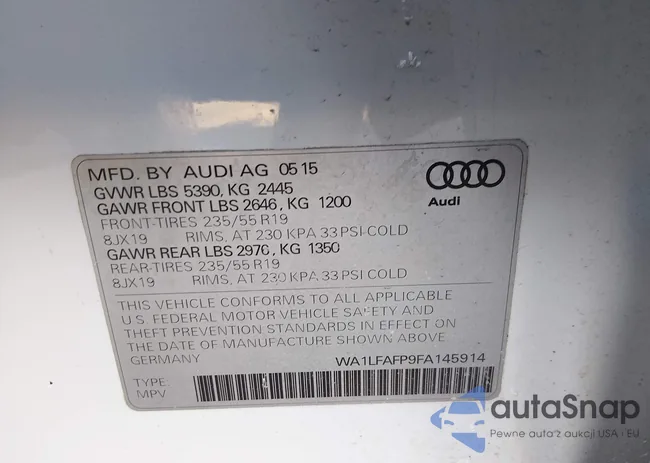 MFD. BY AUDI AG 0515
GVWR LBS 5390, KG 2445
GAWR FRONT LBS 2646, KG 1200
FRONT-TIRES 235/55 R19
8JX19 RIMS, AT 230 KPA 33 PSI-COLD
GAWR REAR LBS 2976, KG 1350
REAR-TIRES 235/55 R19
8JX19 RIMS, AT 230 KPA 33 PSI COLD
Audi
THIS VEHICLE CONFORMS TO ALL APPLICABLE
U.S. FEDERAL MOTOR VEHICLE SAFETY AND
THEFT PREVENTION STANDARDS IN EFFECT ON
THE DATE OF MANUFACTURE SHOWN ABOVE
GERMANY WA1LFAFP9FA145914
TYPE:
MPV
autaSnap
Pewne auta z aukcji USA i EU